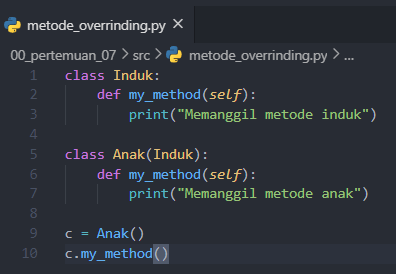 metode_overrinding.py ×
00_pertemuan_07 > src > metode_overrinding.py > ...
1 class Induk:
2     def my_method(self):
3         print("Memanggil metode induk")
4
5 class Anak(Induk):
6     def my_method(self):
7         print("Memanggil metode anak")
8
9 c = Anak()
10 c.my_method()